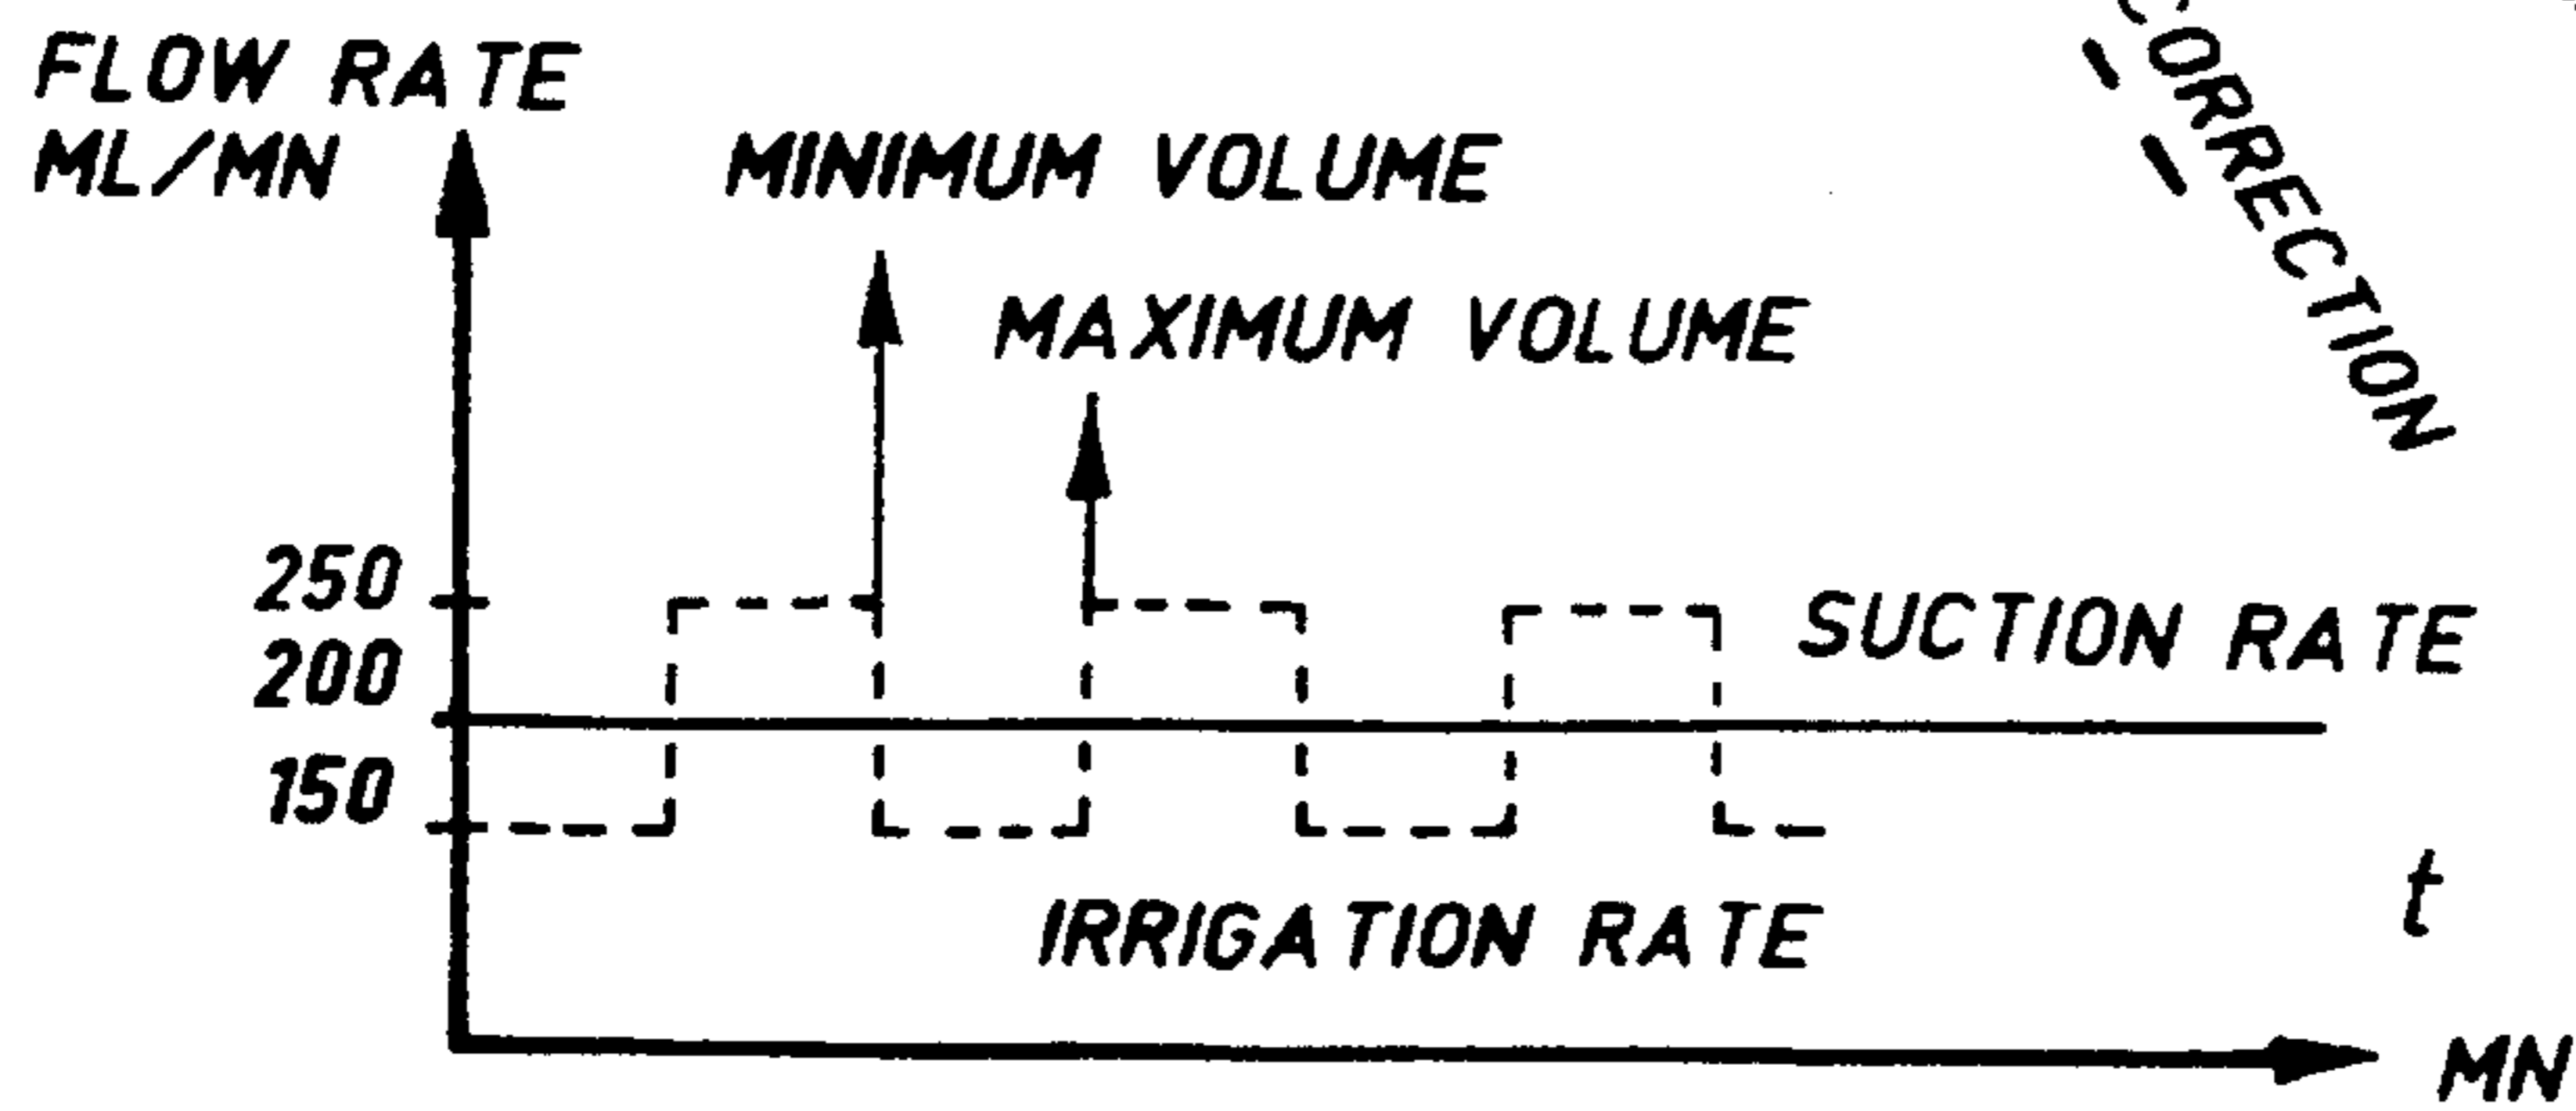 FLOW RATE
ML/MN
MINIMUM VOLUME
MAXIMUM VOLUME
CORRECTION
250
200
150
SUCTION RATE
IRRIGATION RATE
t
MN